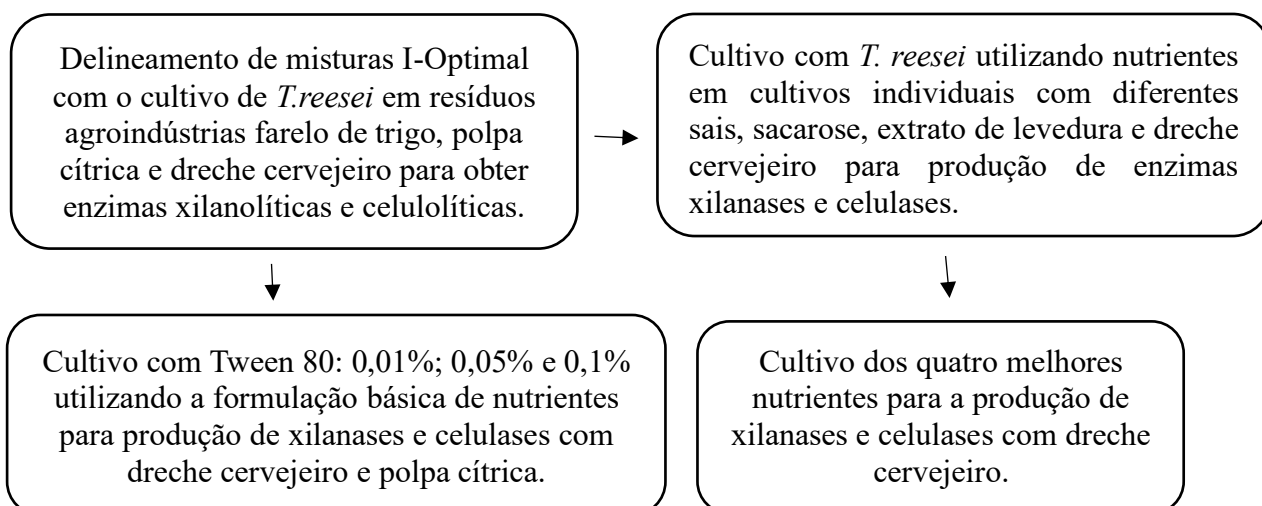 Delineamento de misturas I-Optimal
com o cultivo de T.reesei em resíduos
agroindústrias farelo de trigo, polpa
cítrica e dreche cervejeiro para obter
enzimas xilanolíticas e celulolíticas.
Cultivo com T. reesei utilizando nutrientes
em cultivos individuais com diferentes
sais, sacarose, extrato de levedura e dreche
cervejeiro para produção de enzimas
xilanases e celulases.
Cultivo com Tween 80: 0,01%; 0,05% e 0,1%
utilizando a formulação básica de nutrientes
para produção de xilanases e celulases com
dreche cervejeiro e polpa cítrica.
Cultivo dos quatro melhores
nutrientes para a produção de
xilanases e celulases com dreche
cervejeiro.